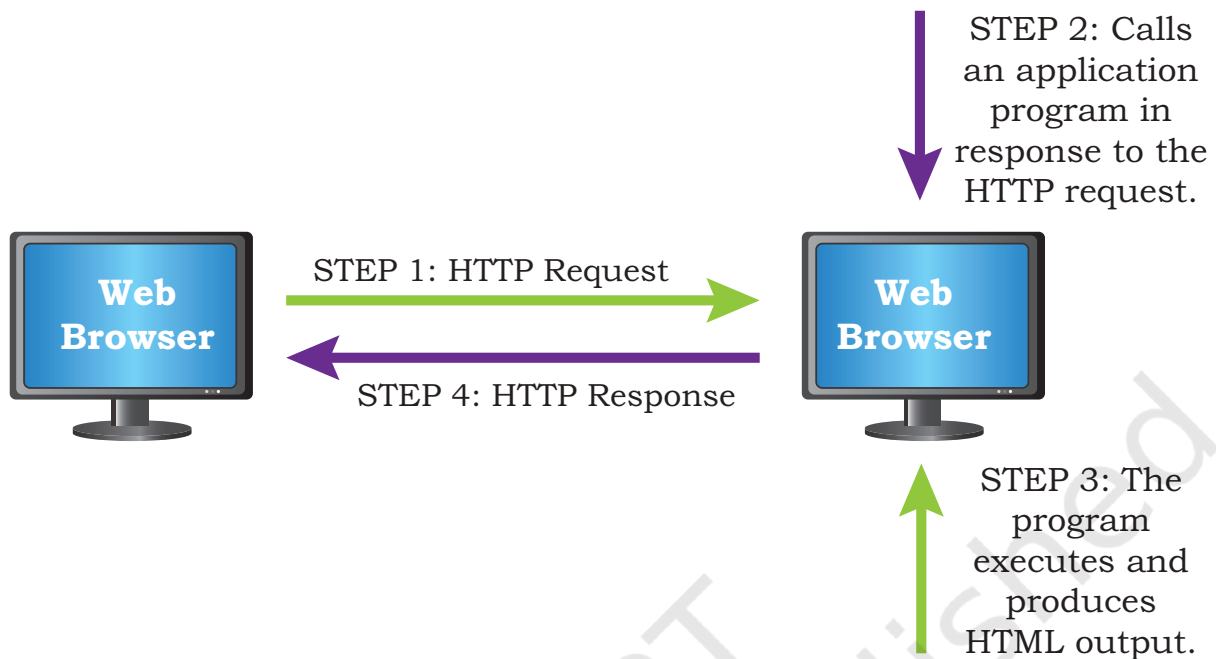 STEP 2: Calls
an application
program in
response to the
HTTP request.
Web
Browser
STEP 1: HTTP Request
STEP 4: HTTP Response
Web
Browser
STEP 3: The
program
executes and
produces
HTML output.